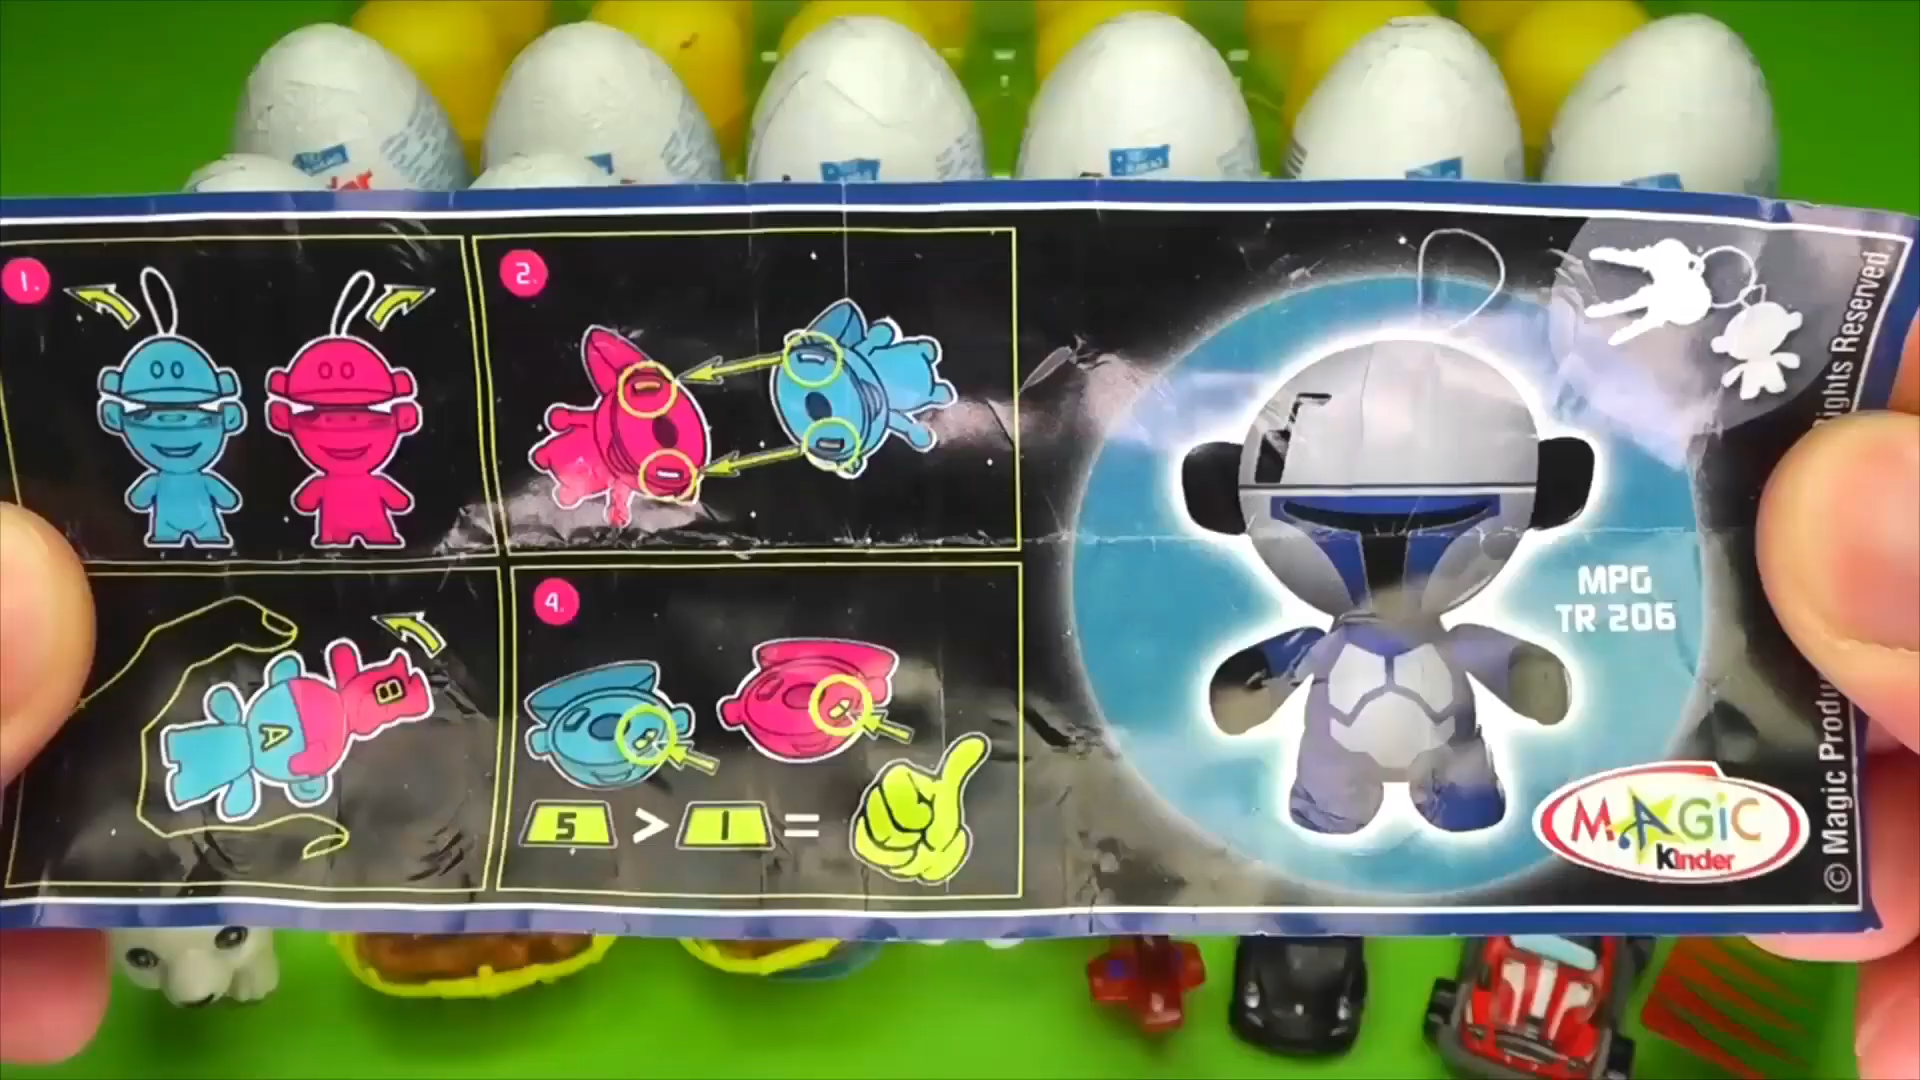 1.
2.
4.
A
B
5 > 1 =
MPG
TR 206
MAGiC
Kinder
© Magic Produ
ights Reserved.